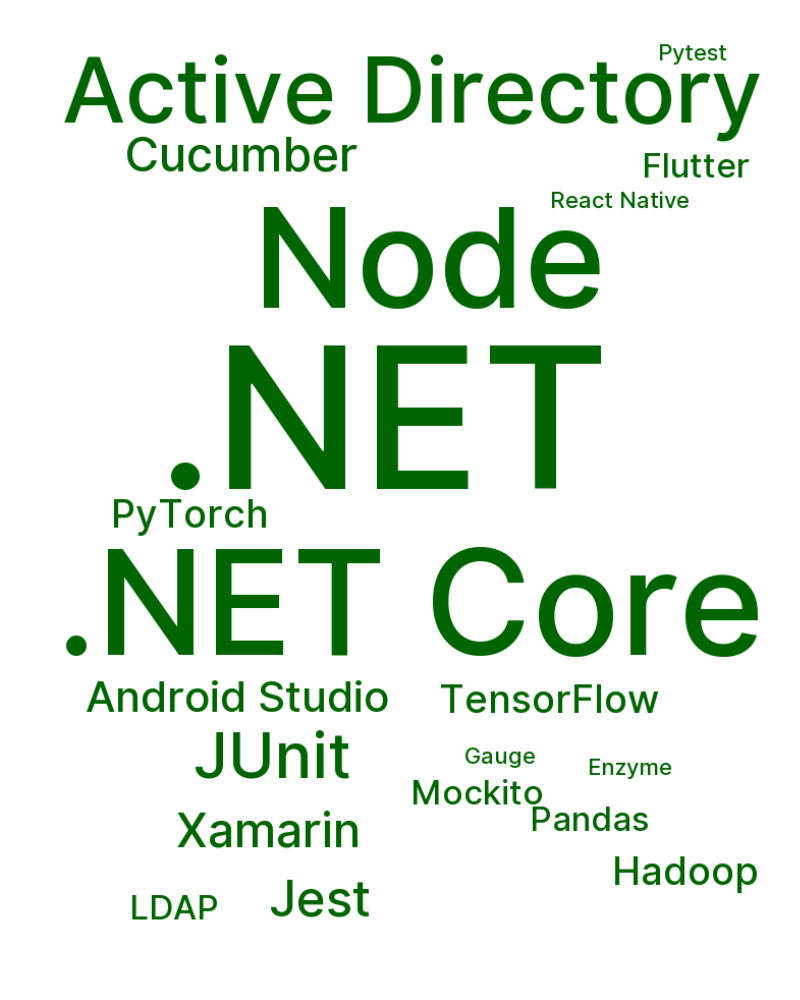 Pytest
Active Directory
Cucumber
Flutter
React Native
Node
.NET
PyTorch
.NET Core
Android Studio
TensorFlow
JUnit
Gauge
Enzyme
Mockito
Pandas
Xamarin
Hadoop
Jest
LDAP